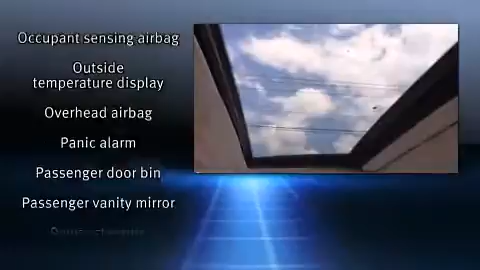 Occupant sensing airbag
Outside
temperature display
Overhead airbag
Panic alarm
Passenger door bin
Passenger vanity mirror